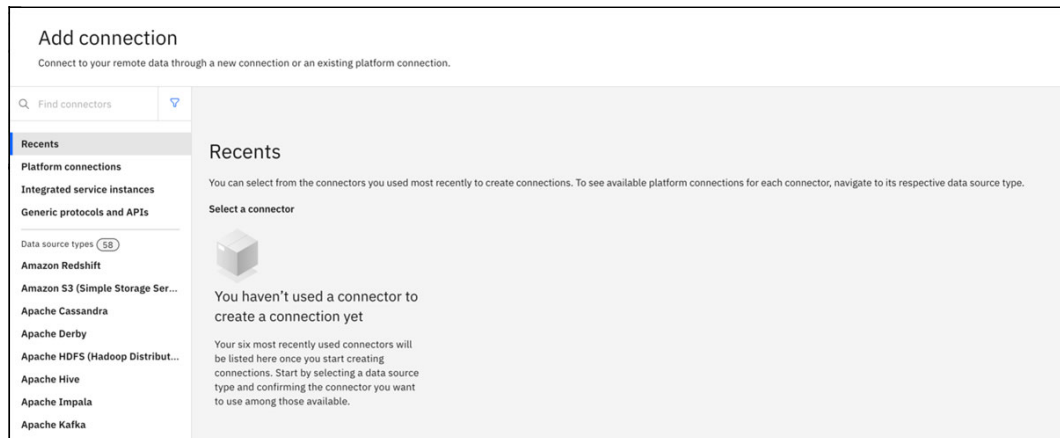 Add connection
Connect to your remote data through a new connection or an existing platform connection.
Find connectors
Recents
Platform connections
Integrated service instances
Generic protocols and APIs
Data source types 58
Amazon Redshift
Amazon S3 (Simple Storage Ser...
Apache Cassandra
Apache Derby
Apache HDFS (Hadoop Distribut...
Apache Hive
Apache Impala
Apache Kafka
Recents
You can select from the connectors you used most recently to create connections. To see available platform connections for each connector, navigate to its respective data source type.
Select a connector
You haven't used a connector to
create a connection yet
Your six most recently used connectors will
be listed here once you start creating
connections. Start by selecting a data source
type and confirming the connector you want
to use among those available.